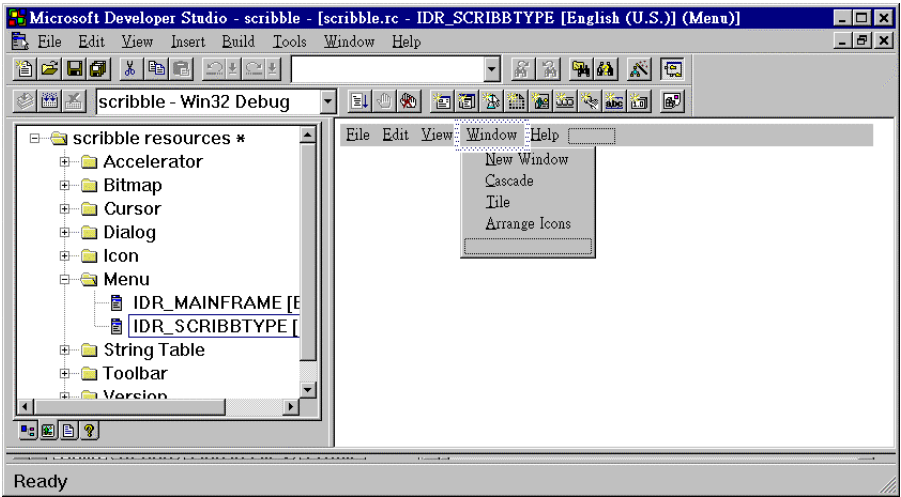 Microsoft Developer Studio - scribble - [scribble.rc - IDR_SCRIBBTYPE [English (U.S.)] (Menu)]
File Edit View Insert Build Tools Window Help
scribble - Win32 Debug
scribble resources *
Accelerator
Bitmap
Cursor
Dialog
Icon
Menu
IDR_MAINFRAME [E
IDR_SCRIBBTYPE [
String Table
Toolbar
Version
File Edit View Window Help
New Window
Cascade
Tile
Arrange Icons
Ready